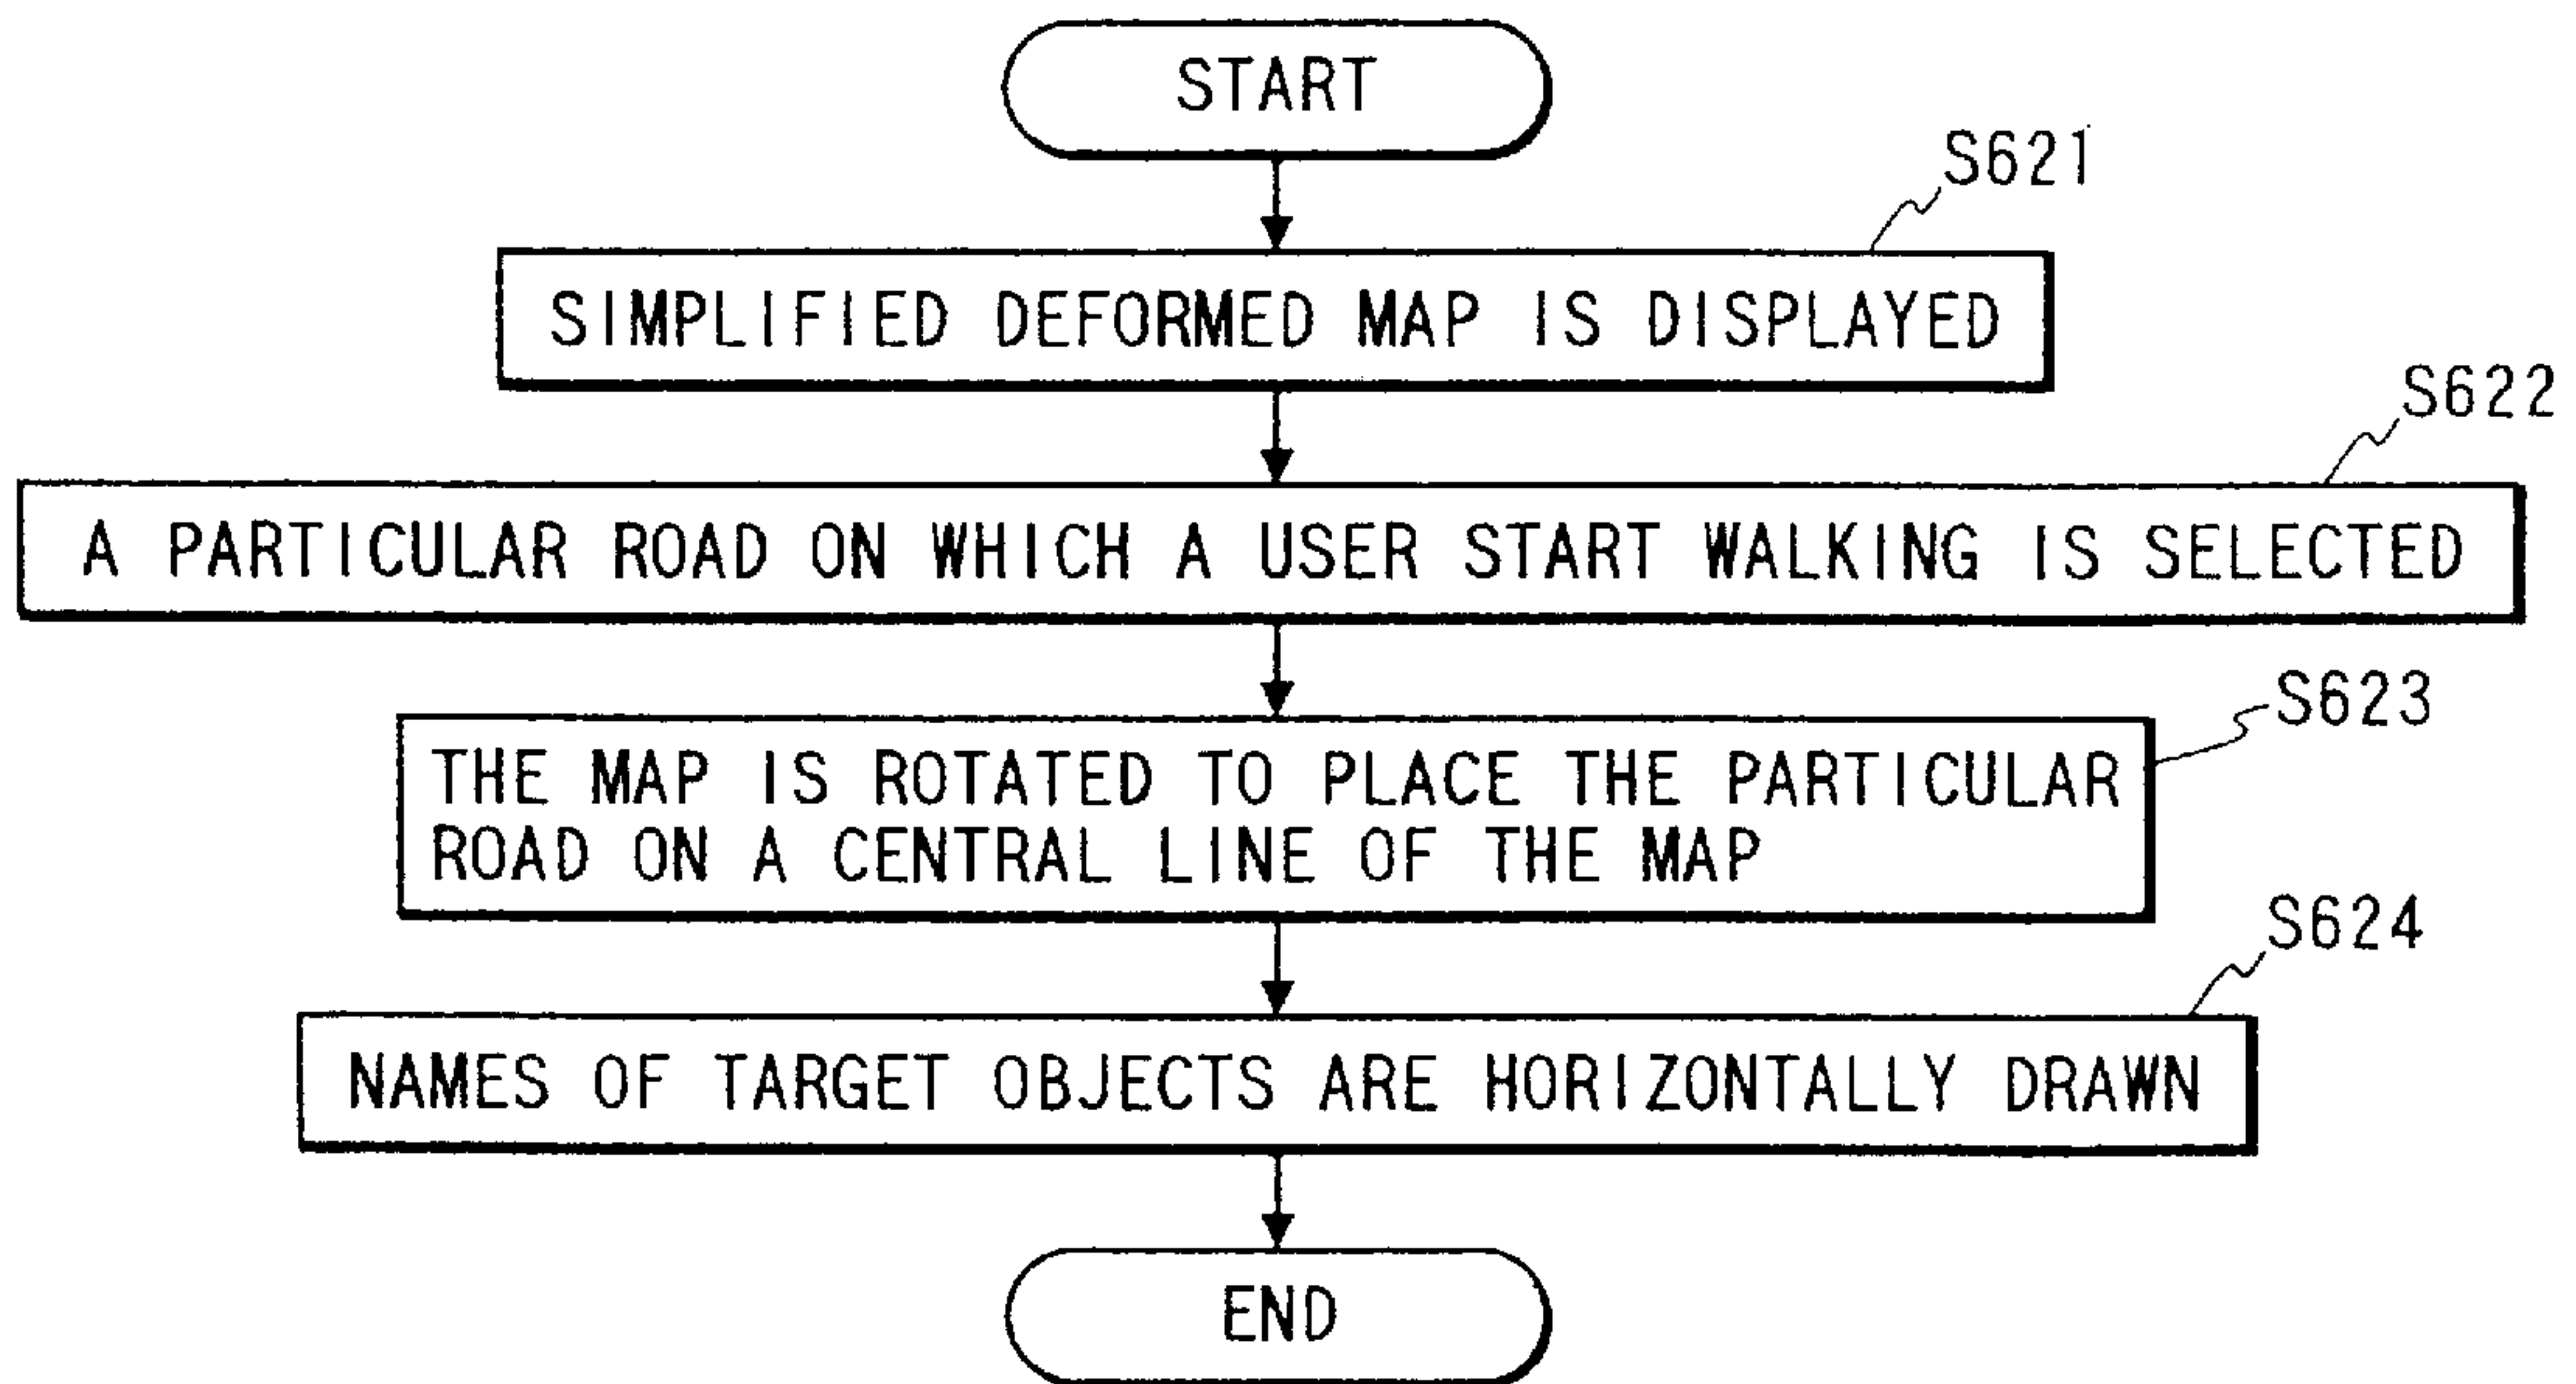 START
S621
SIMPLIFIED DEFORMED MAP IS DISPLAYED
S622
A PARTICULAR ROAD ON WHICH A USER START WALKING IS SELECTED
S623
THE MAP IS ROTATED TO PLACE THE PARTICULAR
ROAD ON A CENTRAL LINE OF THE MAP
S624
NAMES OF TARGET OBJECTS ARE HORIZONTALLY DRAWN
END